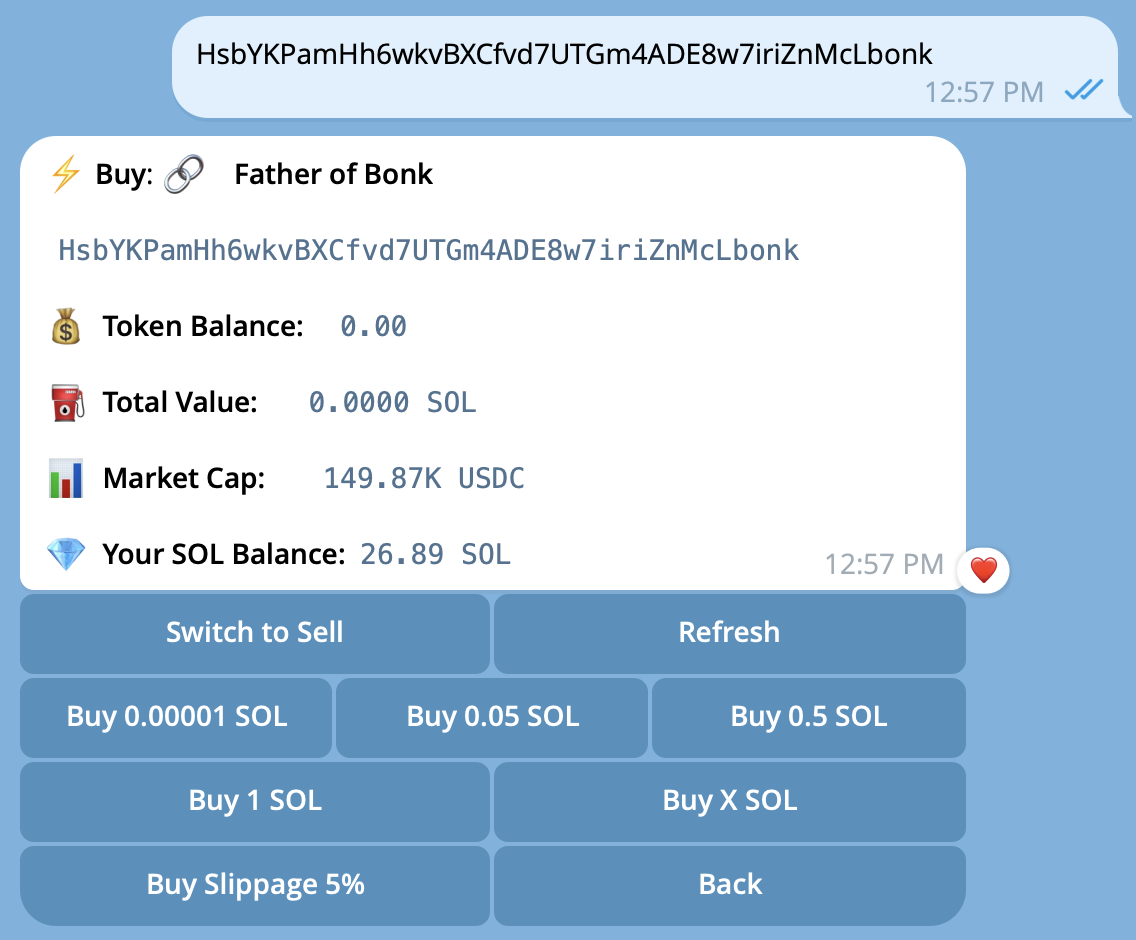 HsbYKPamHh6wkvBXCfvd7UTGm4ADE8w7iriZnMcLbonk
12:57 PM
Buy: Father of Bonk
HsbYKPamHh6wkvBXCfvd7UTGm4ADE8w7iriZnMcLbonk
Token Balance: 0.00
Total Value: 0.0000 SOL
Market Cap: 149.87K USDC
Your SOL Balance: 26.89 SOL
12:57 PM
Switch to Sell
Refresh
Buy 0.00001 SOL
Buy 0.05 SOL
Buy 0.5 SOL
Buy 1 SOL
Buy X SOL
Buy Slippage 5%
Back